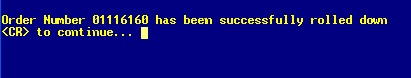 Order Number 01116160 has been successfully rolled down
<CR> to continue...